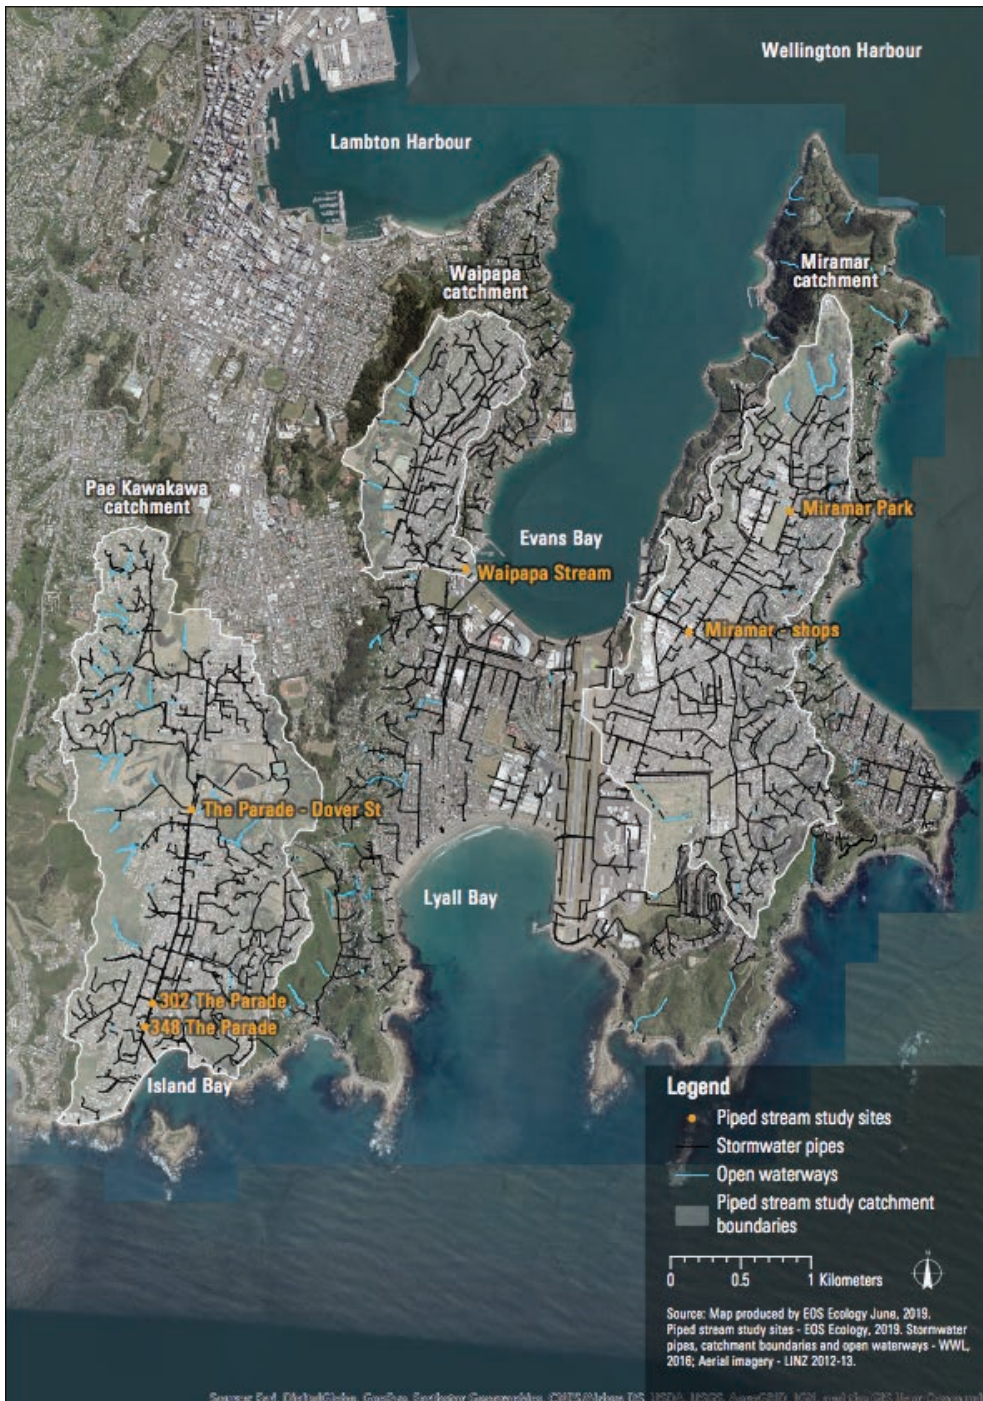 Wellington Harbour
Lambton Harbour
Waipapa
catchment
Miramar
catchment
Pae Kawakawa
catchment
Miramar Park
Evans Bay
Waipapa Stream
Miramar - shops
The Parade - Dover St
Lyall Bay
302 The Parade
348 The Parade
Island Bay
Legend
Piped stream study sites
Stormwater pipes
Open waterways
Piped stream study catchment
boundaries
0 0.5 1 Kilometers
N
Source: Map produced by EOS Ecology June, 2019.
Piped stream study sites - EOS Ecology, 2019. Stormwater
pipes, catchment boundaries and open waterways - WWL,
2016; Aerial imagery - LINZ 2012-13.